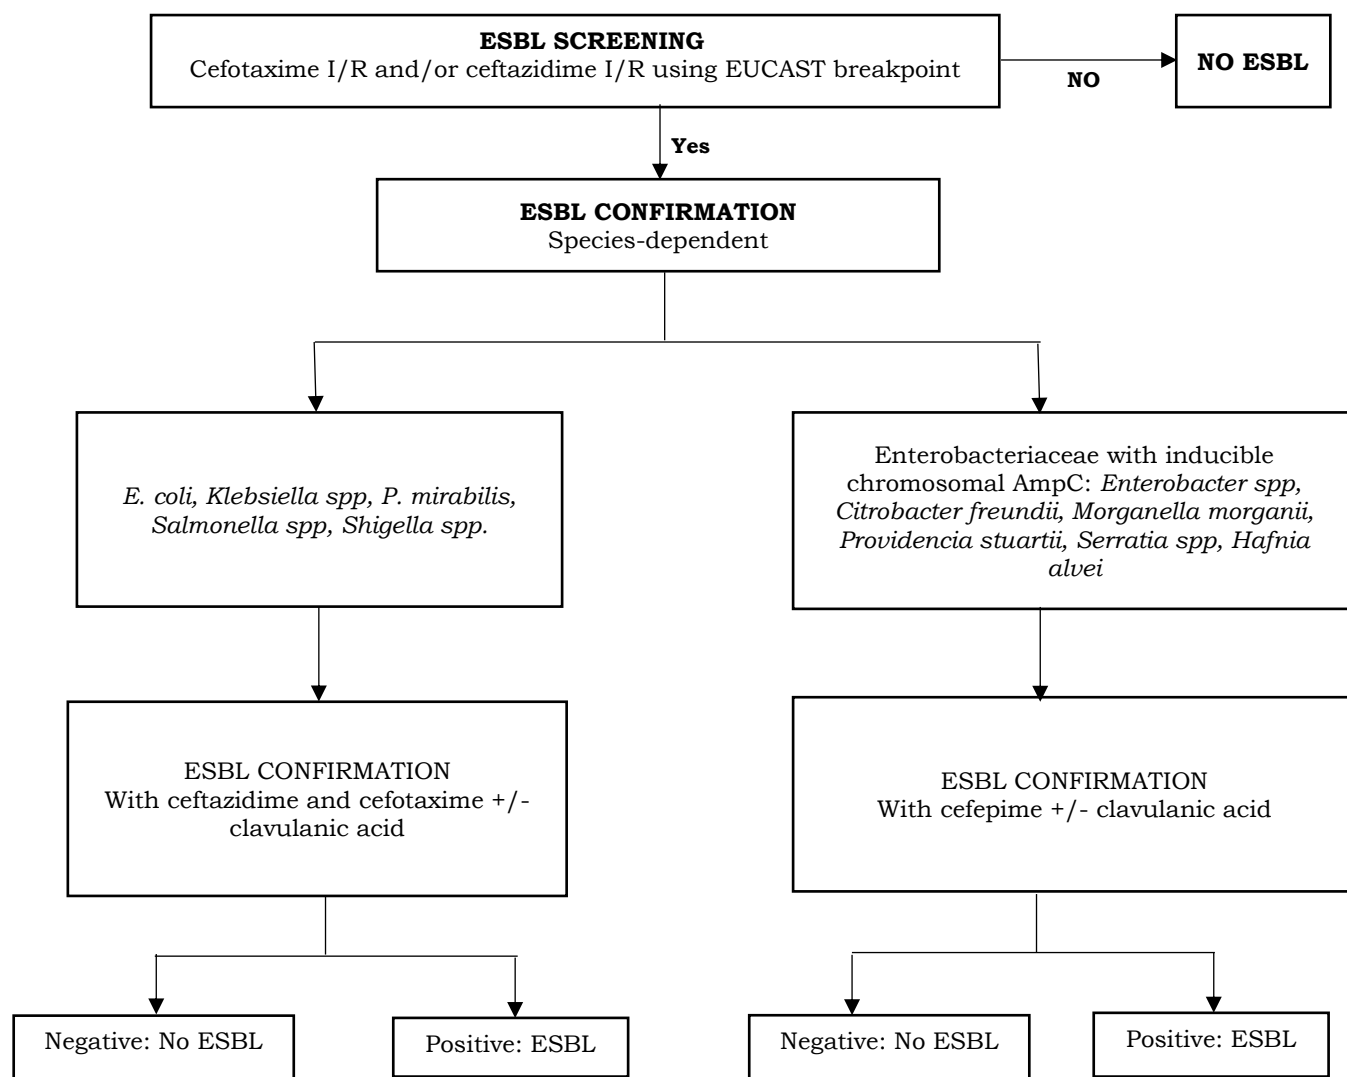 ESBL SCREENING
Cefotaxime I/R and/or ceftazidime I/R using EUCAST breakpoint
NO
NO ESBL
Yes
ESBL CONFIRMATION
Species-dependent
E. coli, Klebsiella spp, P. mirabilis,
Salmonella spp, Shigella spp.
Enterobacteriaceae with inducible
chromosomal AmpC: Enterobacter spp,
Citrobacter freundii, Morganella morganii,
Providencia stuartii, Serratia spp, Hafnia
alvei
ESBL CONFIRMATION
With ceftazidime and cefotaxime +/-
clavulanic acid
ESBL CONFIRMATION
With cefepime +/- clavulanic acid
Negative: No ESBL
Positive: ESBL
Negative: No ESBL
Positive: ESBL